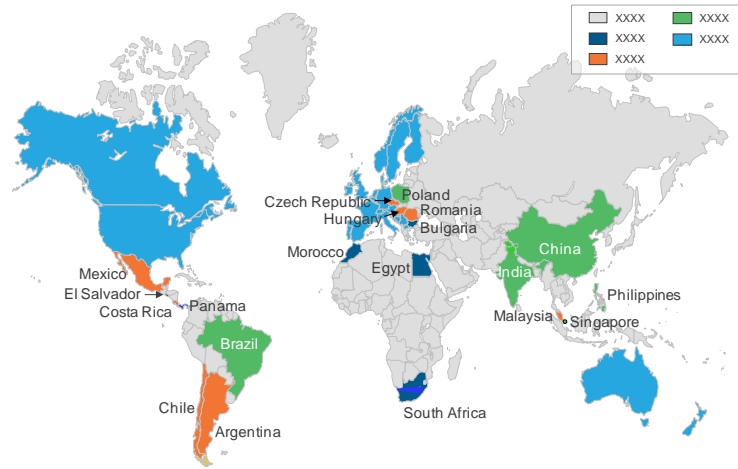 XXXX
XXXX
XXXX
XXXX
XXXX
Poland
Czech Republic
Romania
Hungary
Bulgaria
Morocco
Egypt
China
India
Mexico
El Salvador
Costa Rica
Panama
Philippines
Malaysia
Singapore
Brazil
South Africa
Chile
Argentina